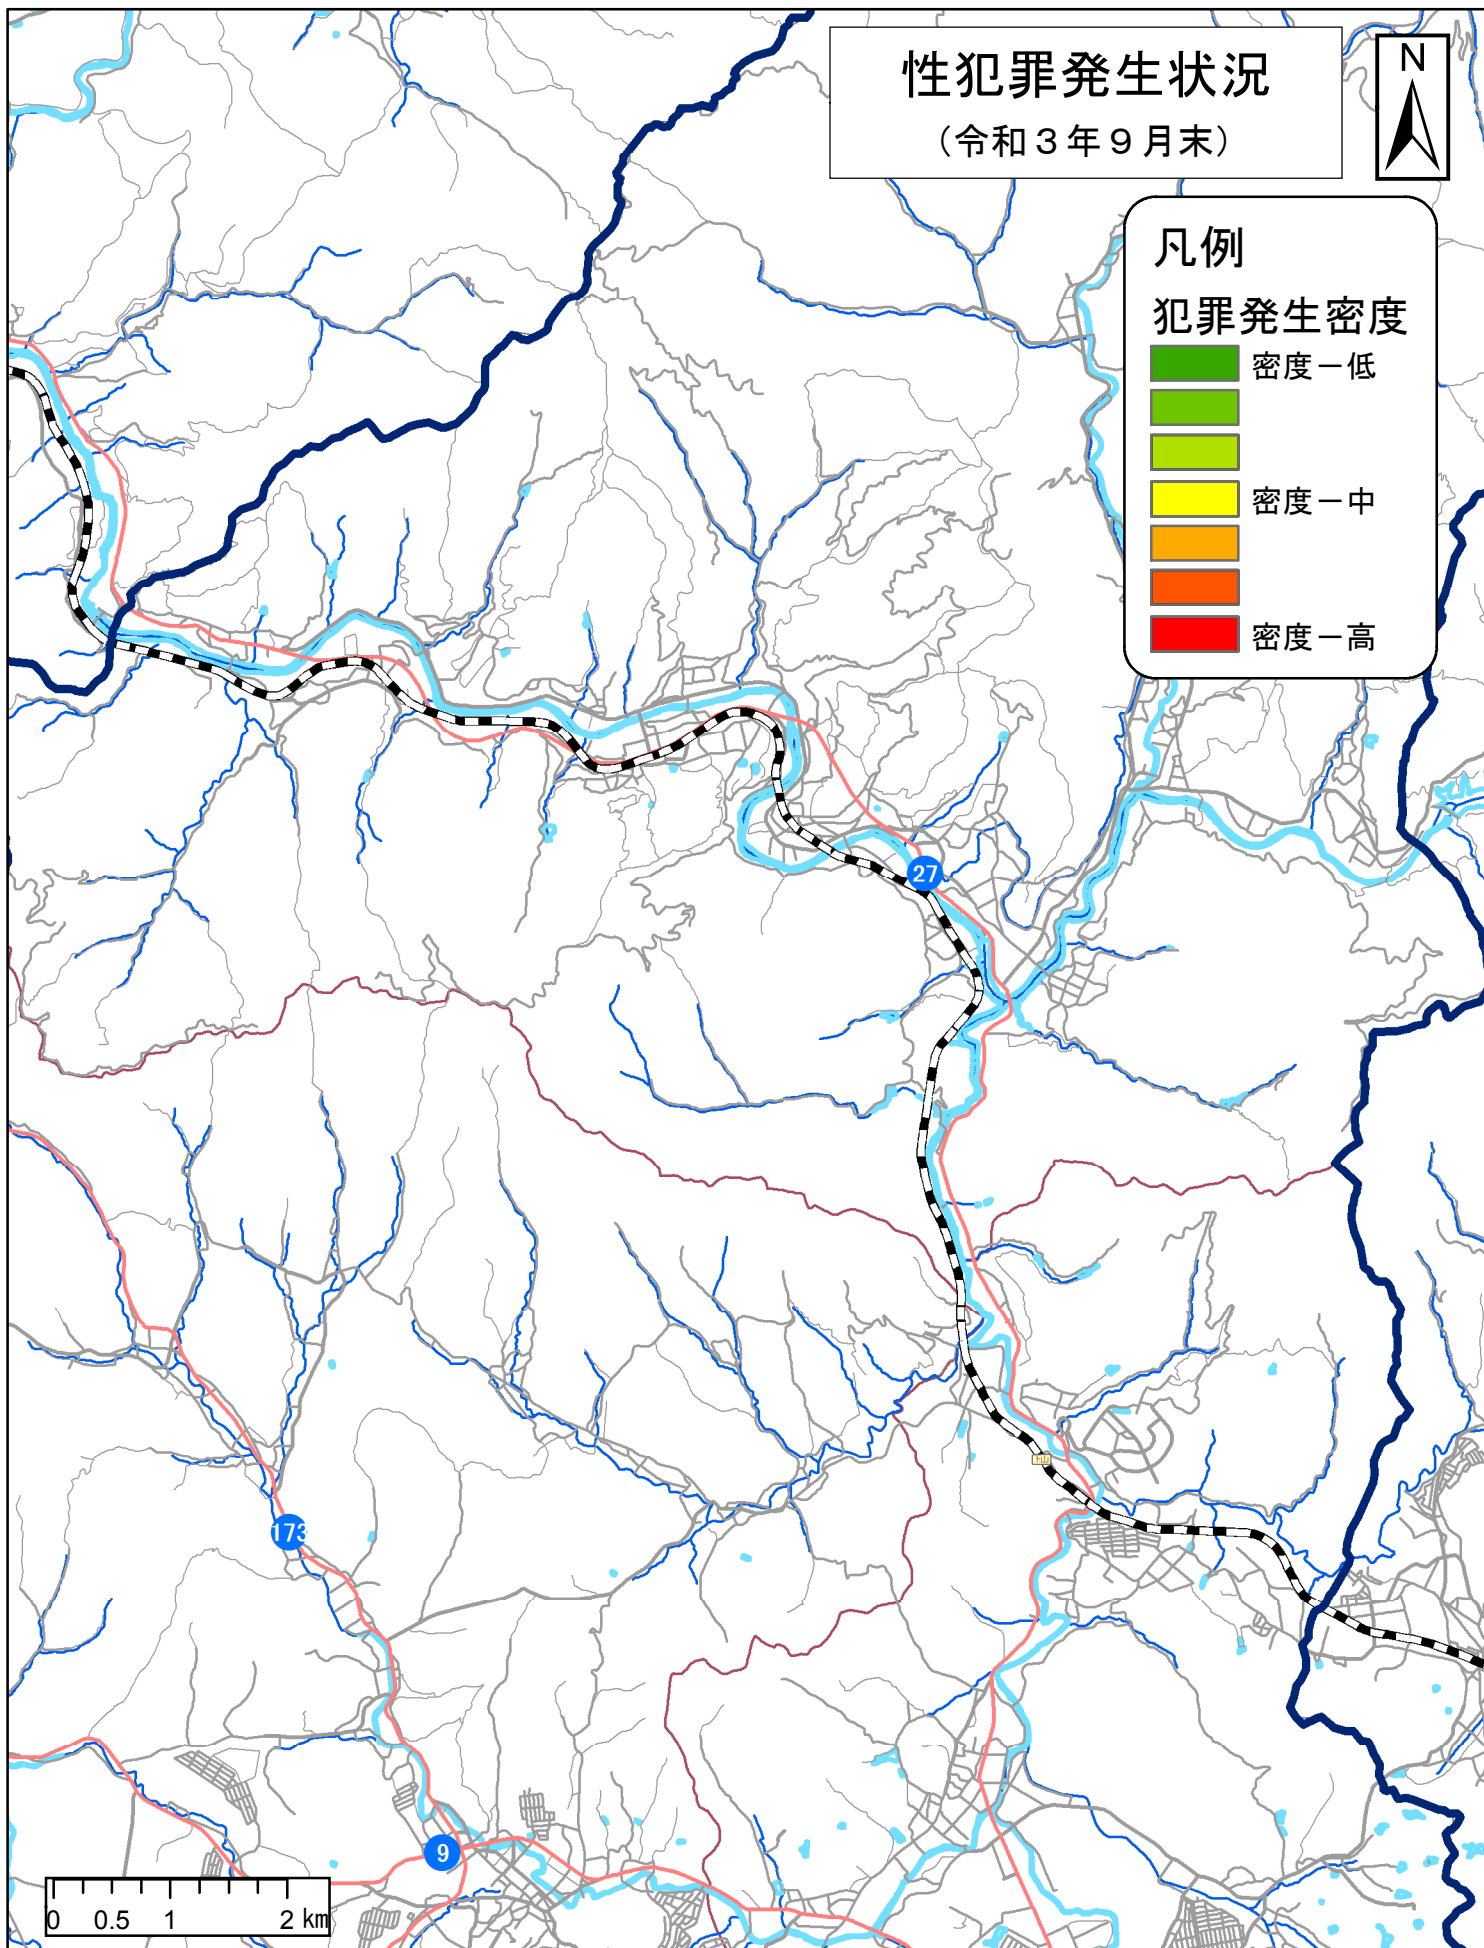 性犯罪発生状況
（令和３年９月末）
N
凡例
犯罪発生密度
密度－低
密度－中
密度－高
27
173
9
0 0.5 1 2 km